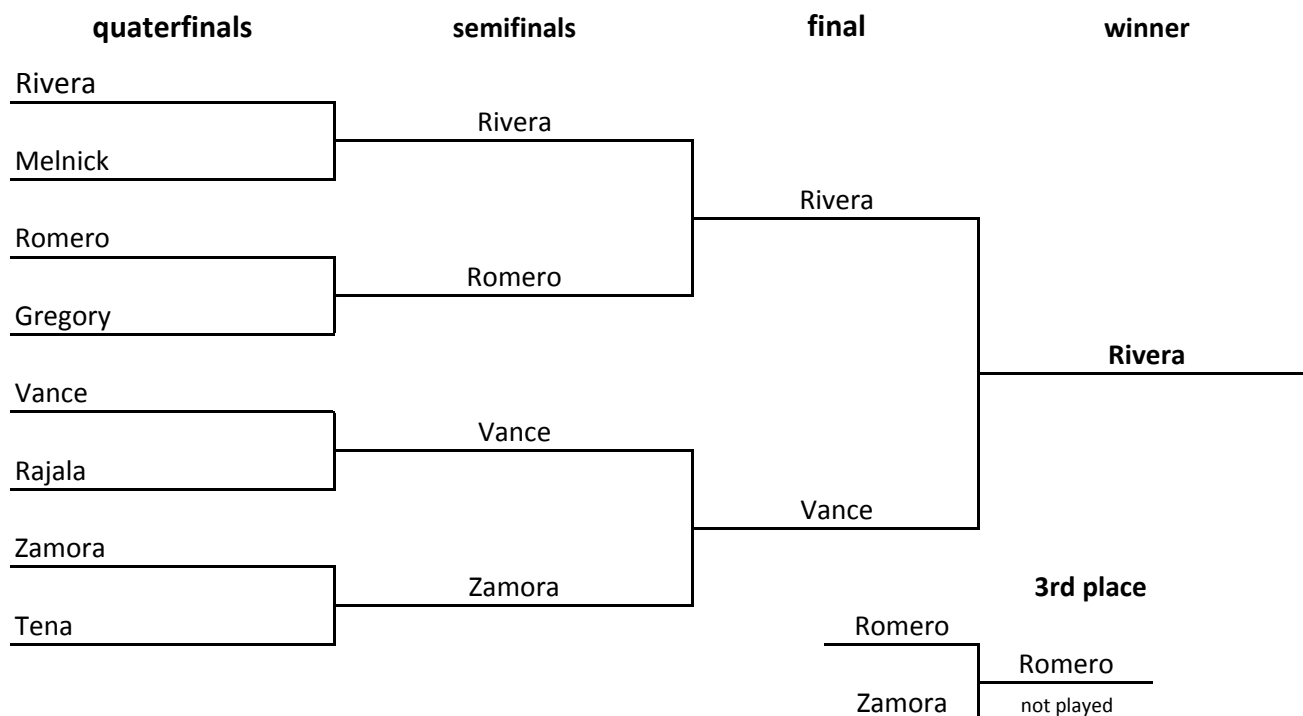 quaterfinals semifinals final winner
Rivera
Rivera
Melnick
Rivera
Romero
Romero
Gregory
Rivera
Vance
Vance
Rajala
Vance
Zamora
Zamora
3rd place
Tena
Romero
Romero
Zamora
not played